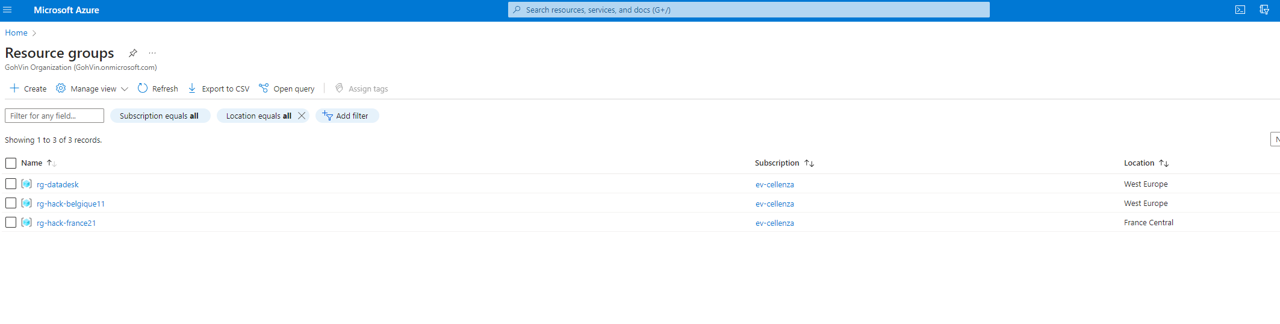 Microsoft Azure
Search resources, services, and docs (G+/)
Home
Resource groups
GohVin Organization (GohVin.onmicrosoft.com)
Create Manage view Refresh Export to CSV Open query Assign tags
Filter for any field... Subscription equals all Location equals all Add filter
Showing 1 to 3 of 3 records.
Name Subscription Location
rg-datadesk ev-cellenza West Europe
rg-hack-belgique11 ev-cellenza West Europe
rg-hack-france21 ev-cellenza France Central